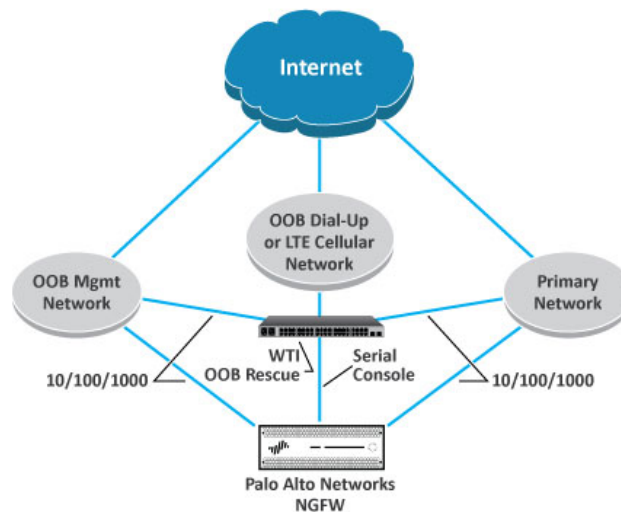 Internet
OOB Dial-Up
or LTE Cellular
Network
OOB Mgmt
Network
Primary
Network
WTI
OOB Rescue
Serial
Console
10/100/1000
10/100/1000
Palo Alto Networks
NGFW